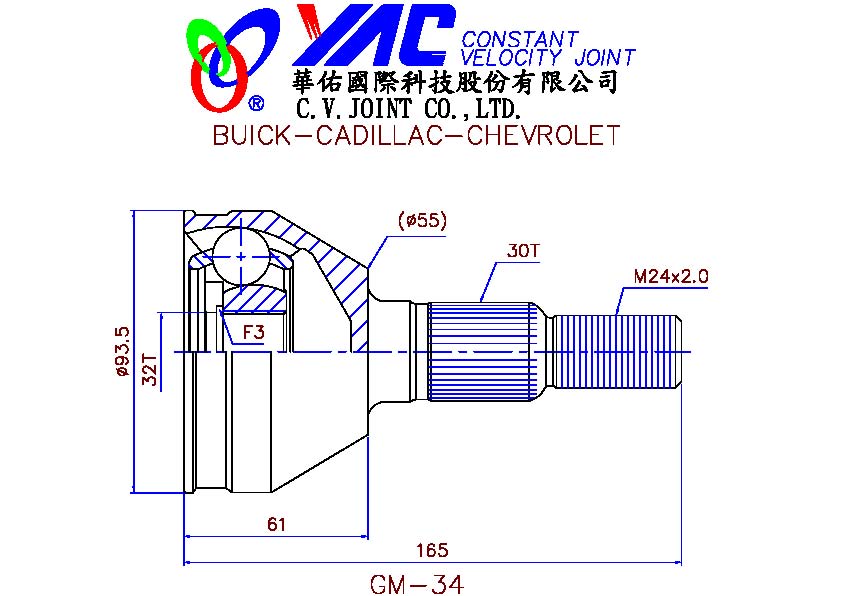 YAC CONSTANT
VELOCITY JOINT
®
華佑國際科技股份有限公司
C.V.JOINT CO.,LTD.
BUICK-CADILLAC-CHEVROLET
(ø55)
30T
M24x2.0
F3
ø93.5
32T
61
165
GM-34